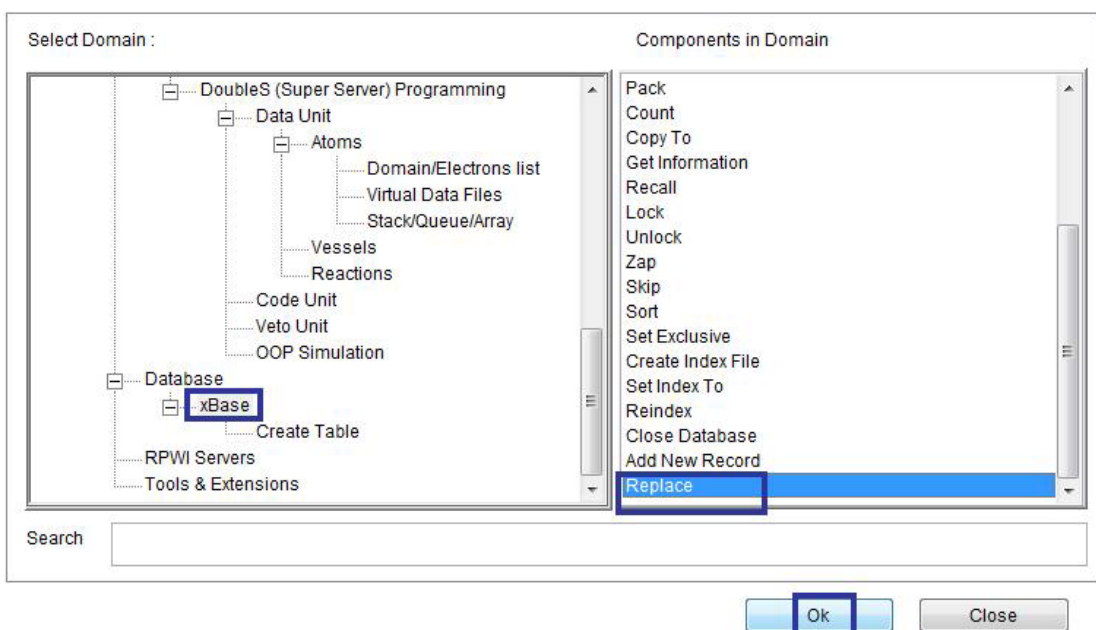 Select Domain :
Components in Domain
DoubleS (Super Server) Programming
Data Unit
Atoms
Domain/Electrons list
Virtual Data Files
Stack/Queue/Array
Vessels
Reactions
Code Unit
Veto Unit
OOP Simulation
Database
xBase
Create Table
RPWI Servers
Tools & Extensions
Pack
Count
Copy To
Get Information
Recall
Lock
Unlock
Zap
Skip
Sort
Set Exclusive
Create Index File
Set Index To
Reindex
Close Database
Add New Record
Replace
Search
Ok
Close